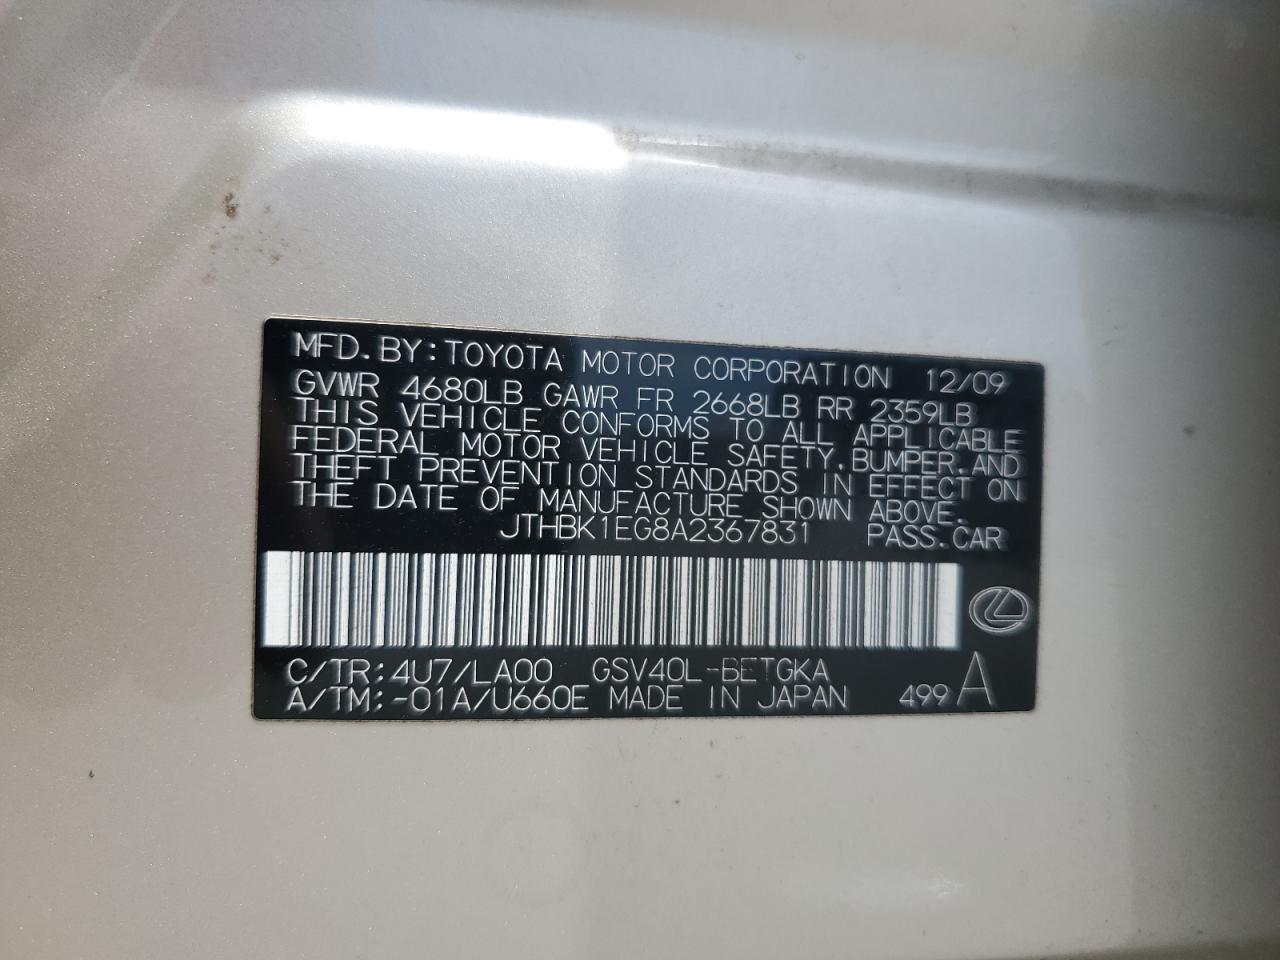 MFD.BY:TOYOTA MOTOR CORPORATION 12/09
GVWR 4680LB GAWR FR 2668LB RR 2359LB
THIS VEHICLE CONFORMS TO ALL APPLICABLE
FEDERAL MOTOR VEHICLE SAFETY,BUMPER,AND
THEFT PREVENTION STANDARDS IN EFFECT ON
THE DATE OF MANUFACTURE SHOWN ABOVE.
JTHBK1EG8A2367831 PASS.CAR
C/TR:4U7/LA00 GSV40L-BETGKA
A/TM:-01A/U660E MADE IN JAPAN 499 A